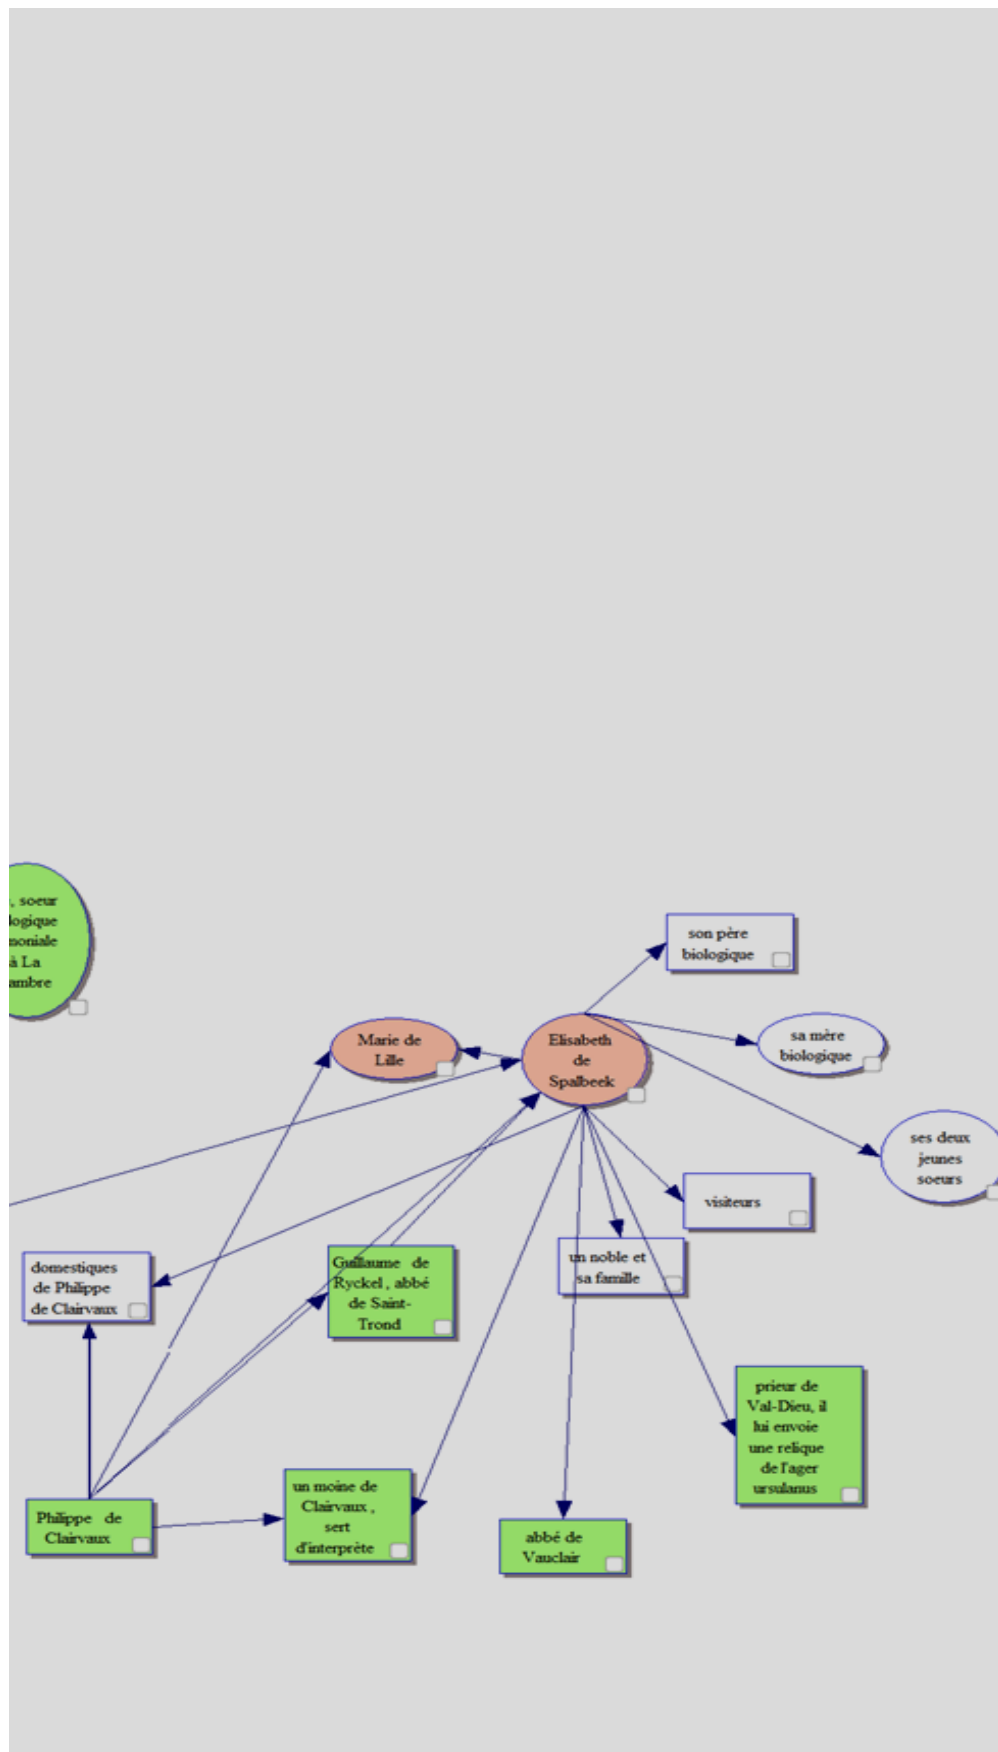 , soeur
logique
moniale
à La
ambre
son père
biologique
Marie de
Lille
Elisabeth
de
Spalbeek
sa mère
biologique
ses deux
jeunes
soeurs
visiteurs
domestiques
de Philippe
de Clairvaux
Guillaume de
Ryckel , abbé
de Saint-
Trond
un noble et
sa famille
prieur de
Val-Dieu, il
lui envoie
une relique
de l'ager
ursulanus
un moine de
Clairvaux ,
sert
d'interprète
Philippe de
Clairvaux
abbé de
Vauclair